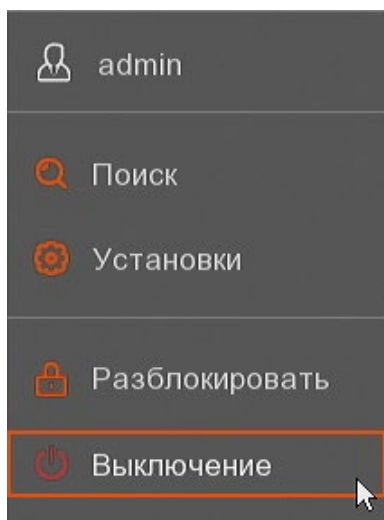 admin
Поиск
Установки
Разблокировать
Выключение